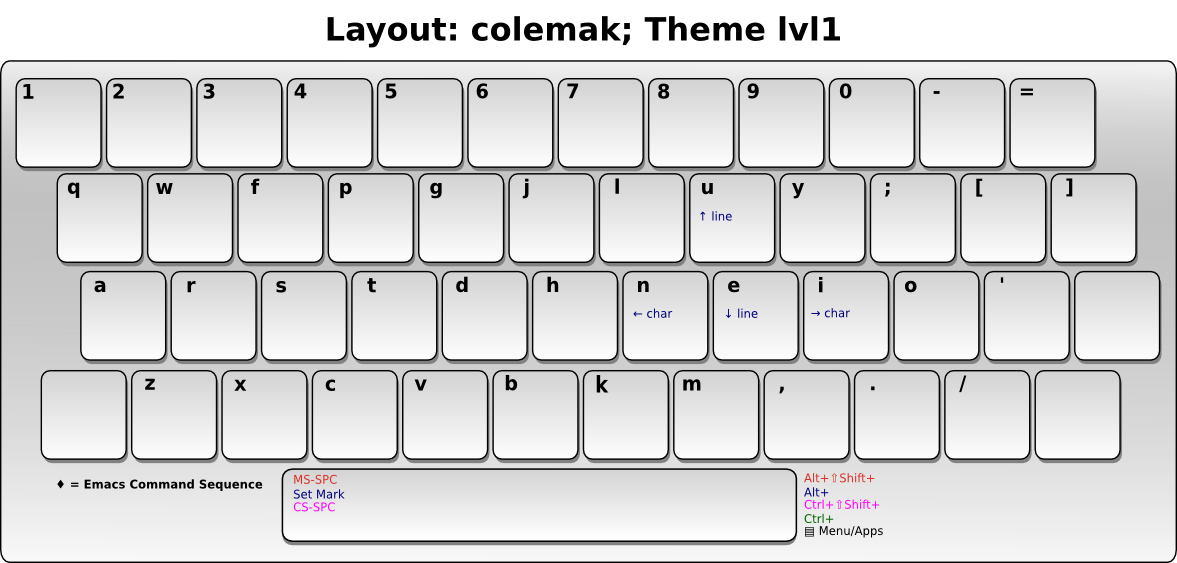 Layout: colemak; Theme lvl1
1 2 3 4 5 6 7 8 9 0 - =
q w f p g j l u y ; [ ]
↑ line
a r s t d h n e i o '
← char ↓ line → char
z x c v b k m , . /
♦ = Emacs Command Sequence
MS-SPC
Set Mark
CS-SPC
Alt+⇧Shift+
Alt+
Ctrl+⇧Shift+
Ctrl+
▤ Menu/Apps